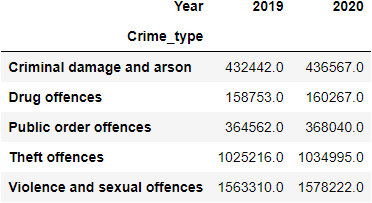 Year 2019 2020
Crime_type
Criminal damage and arson 432442.0 436567.0
Drug offences 158753.0 160267.0
Public order offences 364562.0 368040.0
Theft offences 1025216.0 1034995.0
Violence and sexual offences 1563310.0 1578222.0